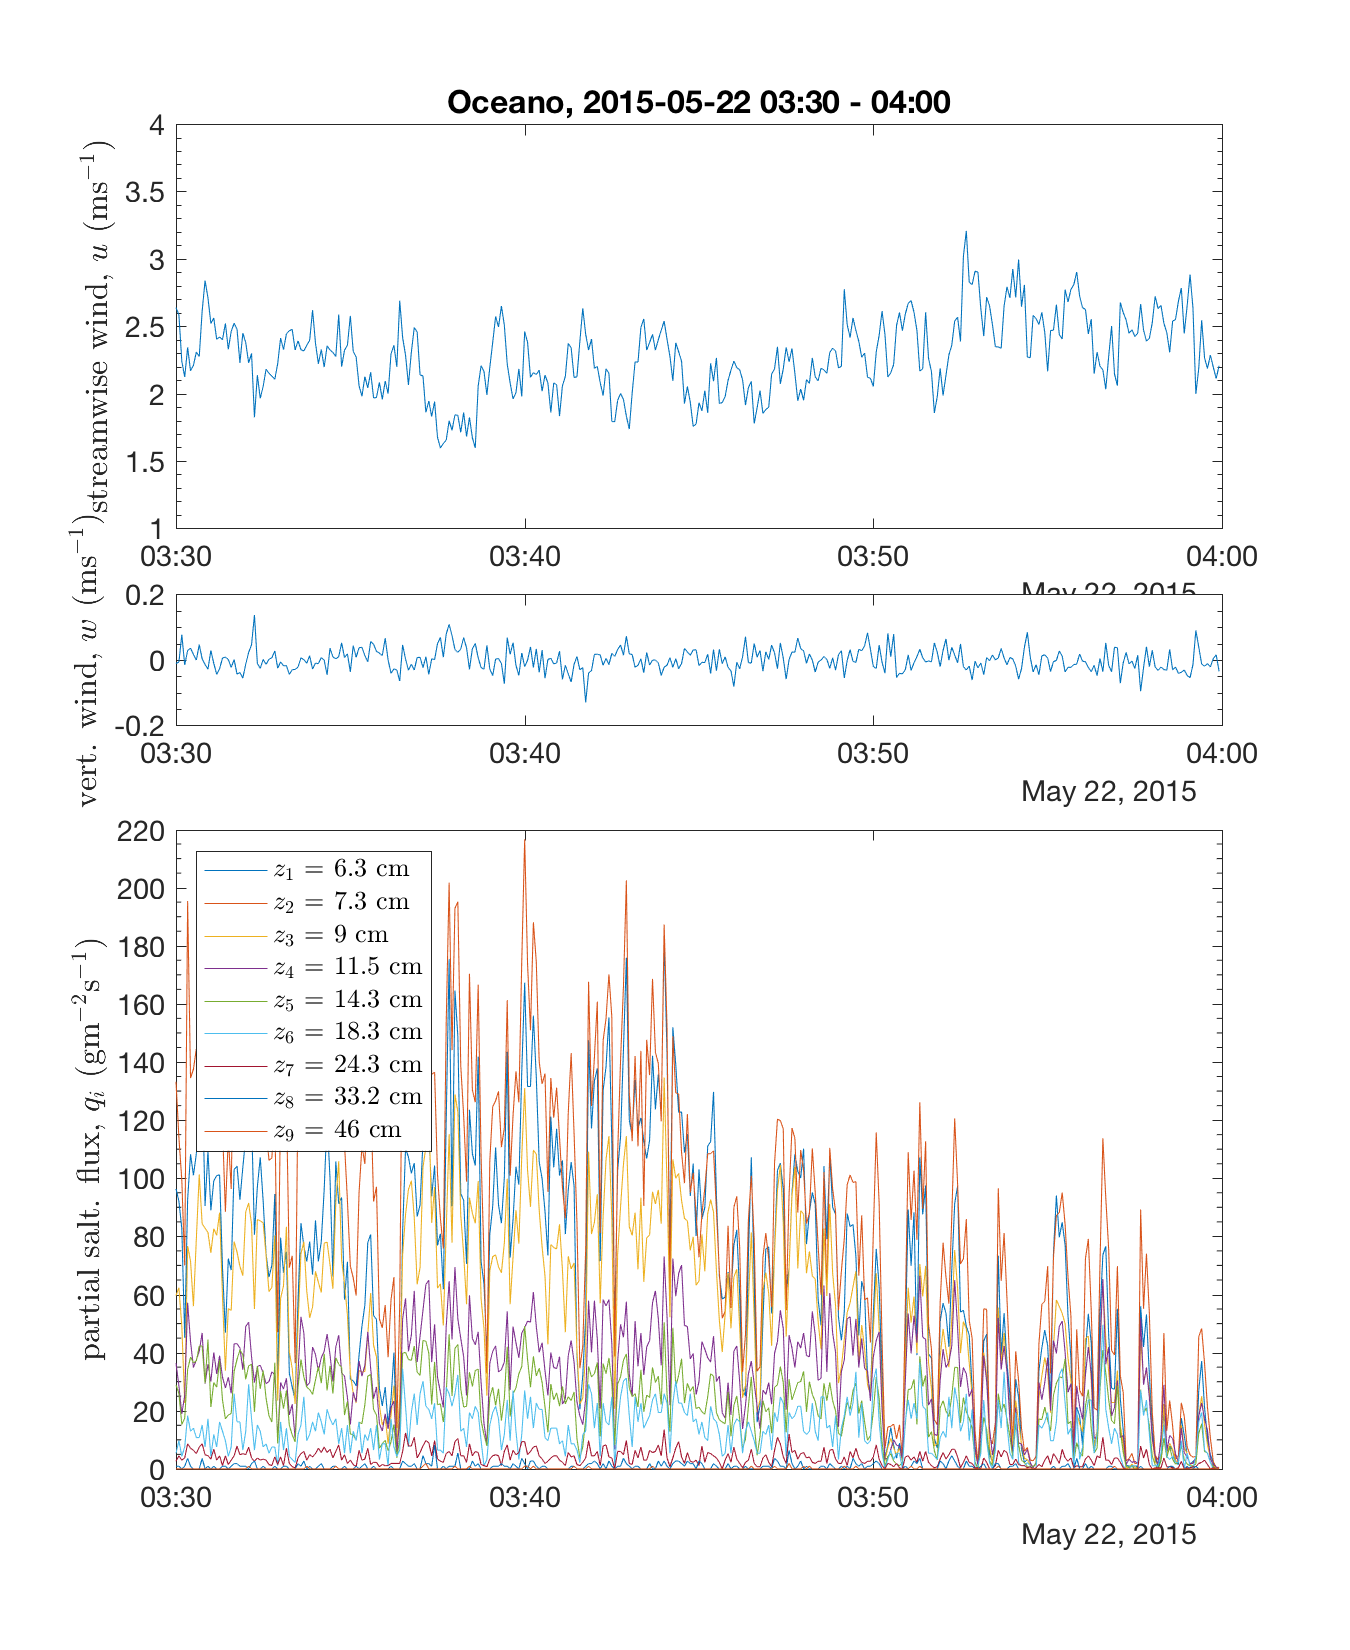 Oceano, 2015-05-22 03:30 - 04:00
streamwise wind, u (ms⁻¹)
4
3.5
3
2.5
2
1.5
1
03:30 03:40 03:50 04:00
May 22, 2015
vert. wind, w (ms⁻¹)
0.2
0
-0.2
03:30 03:40 03:50 04:00
May 22, 2015
partial salt. flux, qᵢ (gm⁻²s⁻¹)
220
200
180
160
140
120
100
80
60
40
20
0
z₁ = 6.3 cm
z₂ = 7.3 cm
z₃ = 9 cm
z₄ = 11.5 cm
z₅ = 14.3 cm
z₆ = 18.3 cm
z₇ = 24.3 cm
z₈ = 33.2 cm
z₉ = 46 cm
03:30 03:40 03:50 04:00
May 22, 2015